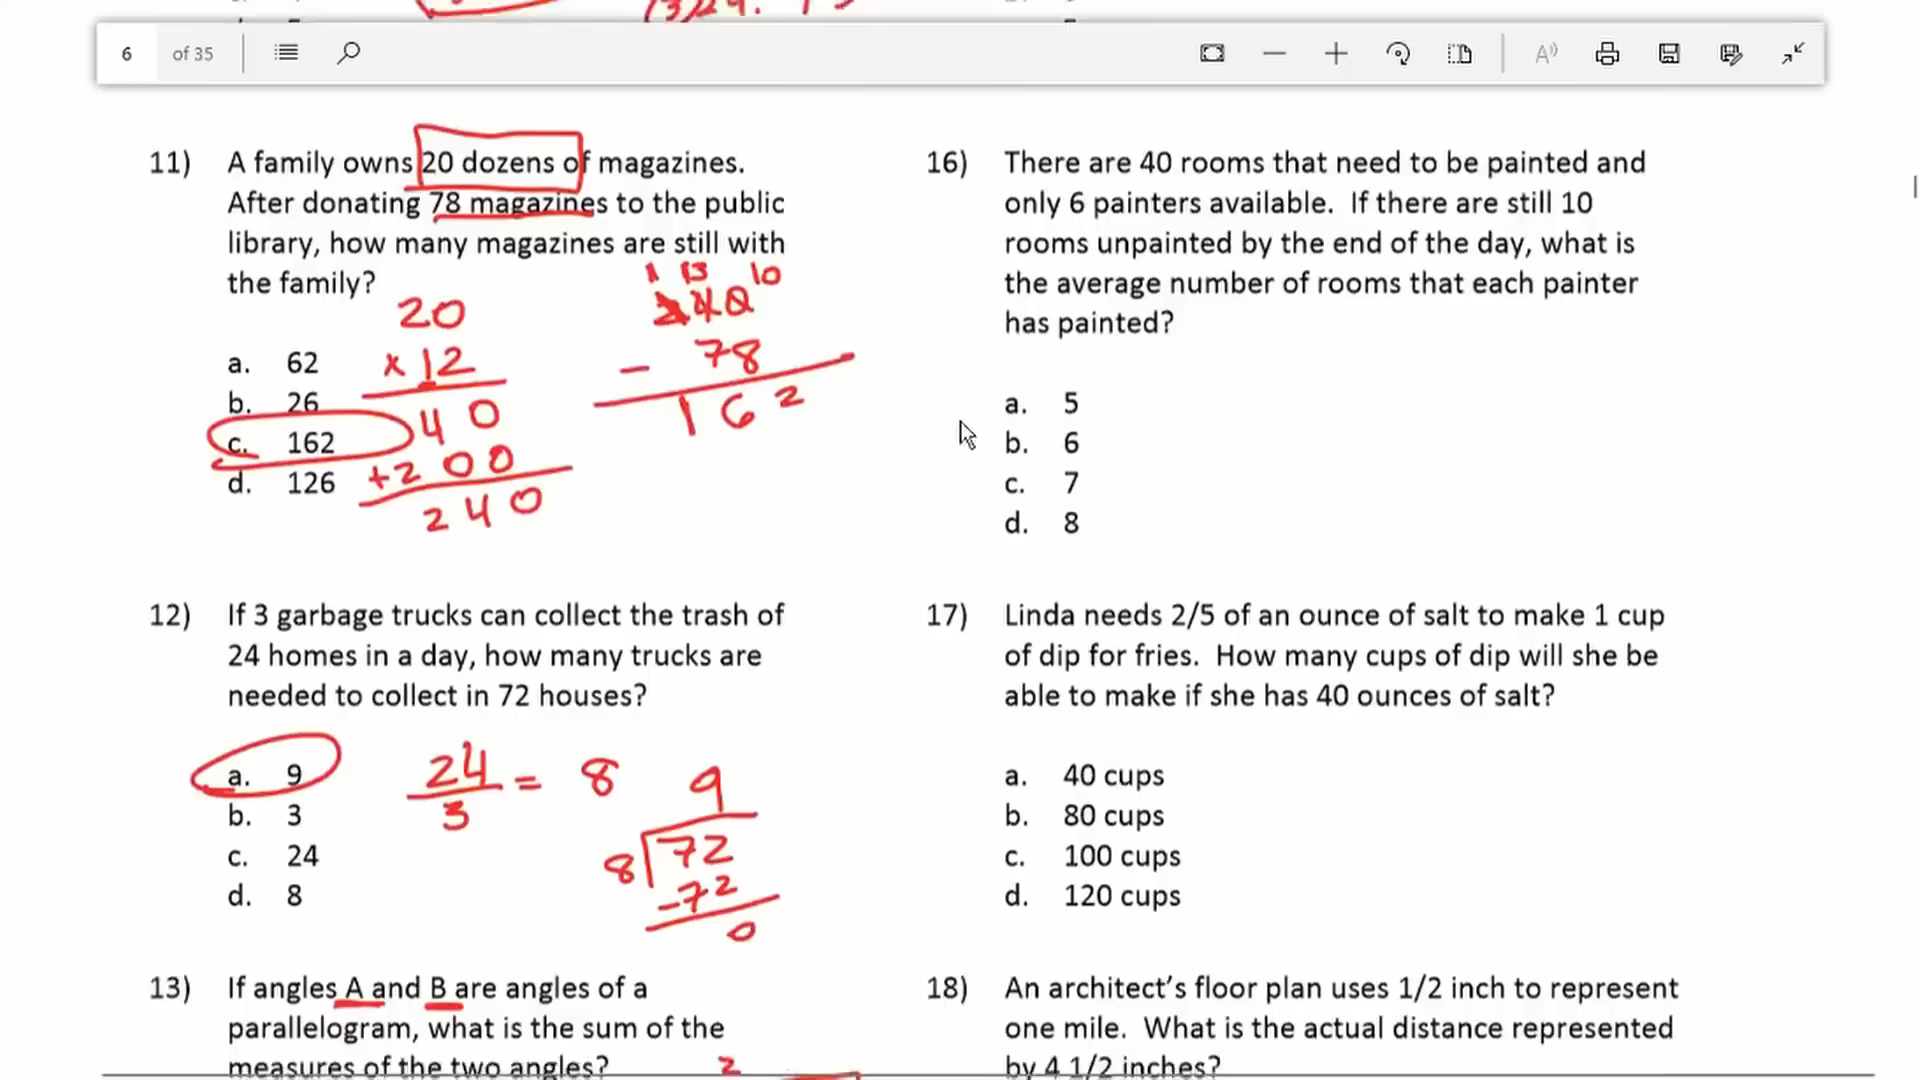 6 of 35
11) A family owns 20 dozens of magazines.
After donating 78 magazines to the public
library, how many magazines are still with
the family?
a. 62
b. 26
c. 162
d. 126
20
x 12
40
+200
240
1 13 10
240
- 78
162
12) If 3 garbage trucks can collect the trash of
24 homes in a day, how many trucks are
needed to collect in 72 houses?
a. 9
b. 3
c. 24
d. 8
24
3
= 8
9
8 72
-72
0
13) If angles A and B are angles of a
parallelogram, what is the sum of the
measures of the two angles?
2
16) There are 40 rooms that need to be painted and
only 6 painters available. If there are still 10
rooms unpainted by the end of the day, what is
the average number of rooms that each painter
has painted?
a. 5
b. 6
c. 7
d. 8
17) Linda needs 2/5 of an ounce of salt to make 1 cup
of dip for fries. How many cups of dip will she be
able to make if she has 40 ounces of salt?
a. 40 cups
b. 80 cups
c. 100 cups
d. 120 cups
18) An architect's floor plan uses 1/2 inch to represent
one mile. What is the actual distance represented
by 4 1/2 inches?